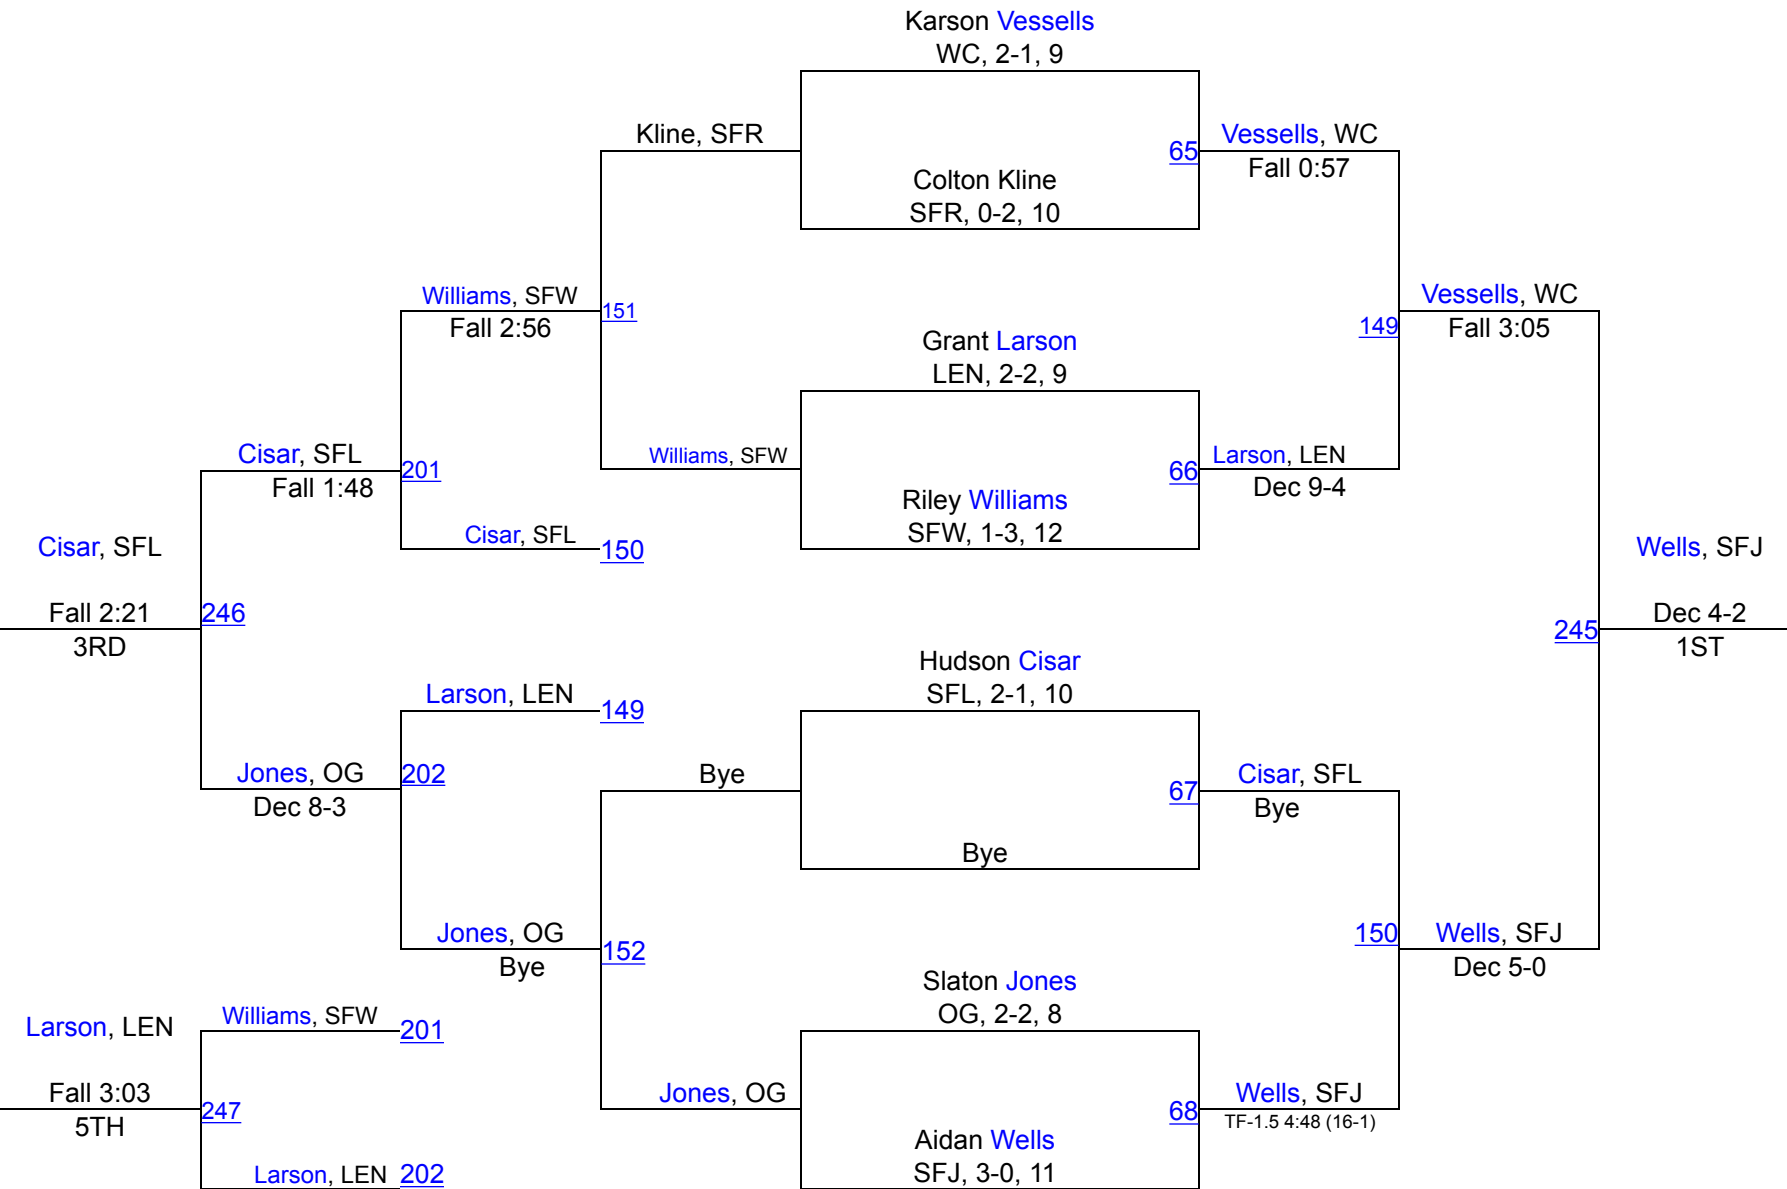 Karson Vessells
WC, 2-1, 9
Kline, SFR
65
Vessells, WC
Fall 0:57
Colton Kline
SFR, 0-2, 10
Williams, SFW
Fall 2:56
151
149
Vessells, WC
Fall 3:05
Grant Larson
LEN, 2-2, 9
Cisar, SFL
Fall 1:48
201
Williams, SFW
66
Larson, LEN
Dec 9-4
Riley Williams
SFW, 1-3, 12
Cisar, SFL
150
Cisar, SFL
Fall 2:21
3RD
246
Wells, SFJ
245
Dec 4-2
1ST
Hudson Cisar
SFL, 2-1, 10
Larson, LEN
149
Jones, OG
Dec 8-3
202
Bye
67
Cisar, SFL
Bye
Bye
Jones, OG
Bye
152
150
Wells, SFJ
Dec 5-0
Slaton Jones
OG, 2-2, 8
Larson, LEN
Fall 3:03
5TH
Williams, SFW
201
247
Jones, OG
68
Wells, SFJ
TF-1.5 4:48 (16-1)
Aidan Wells
SFJ, 3-0, 11
Larson, LEN
202